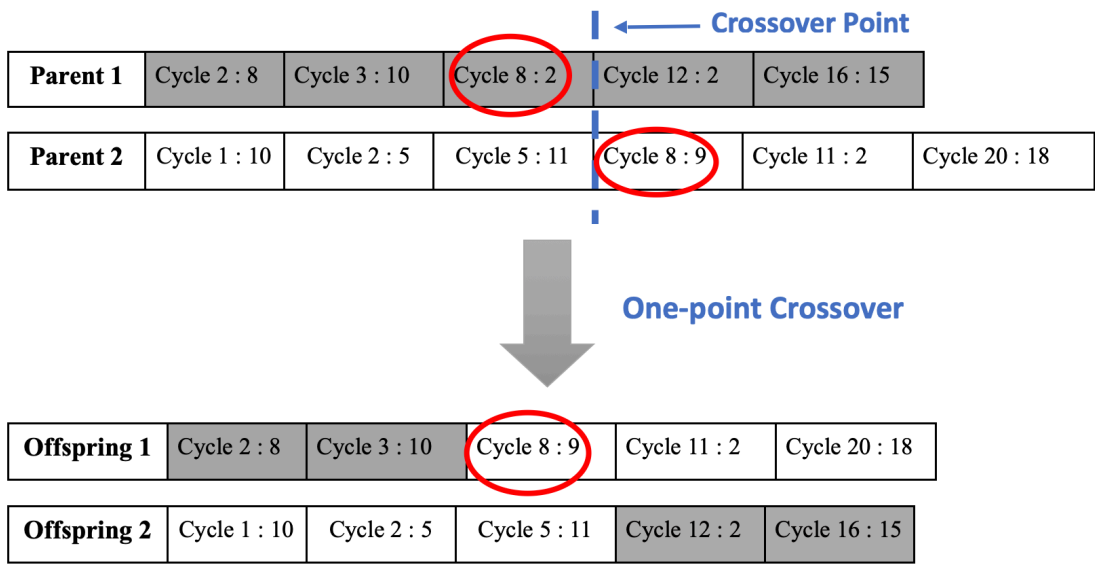 Crossover Point
Parent 1 Cycle 2 : 8 Cycle 3 : 10 Cycle 8 : 2 Cycle 12 : 2 Cycle 16 : 15
Parent 2 Cycle 1 : 10 Cycle 2 : 5 Cycle 5 : 11 Cycle 8 : 9 Cycle 11 : 2 Cycle 20 : 18
One-point Crossover
Offspring 1 Cycle 2 : 8 Cycle 3 : 10 Cycle 8 : 9 Cycle 11 : 2 Cycle 20 : 18
Offspring 2 Cycle 1 : 10 Cycle 2 : 5 Cycle 5 : 11 Cycle 12 : 2 Cycle 16 : 15